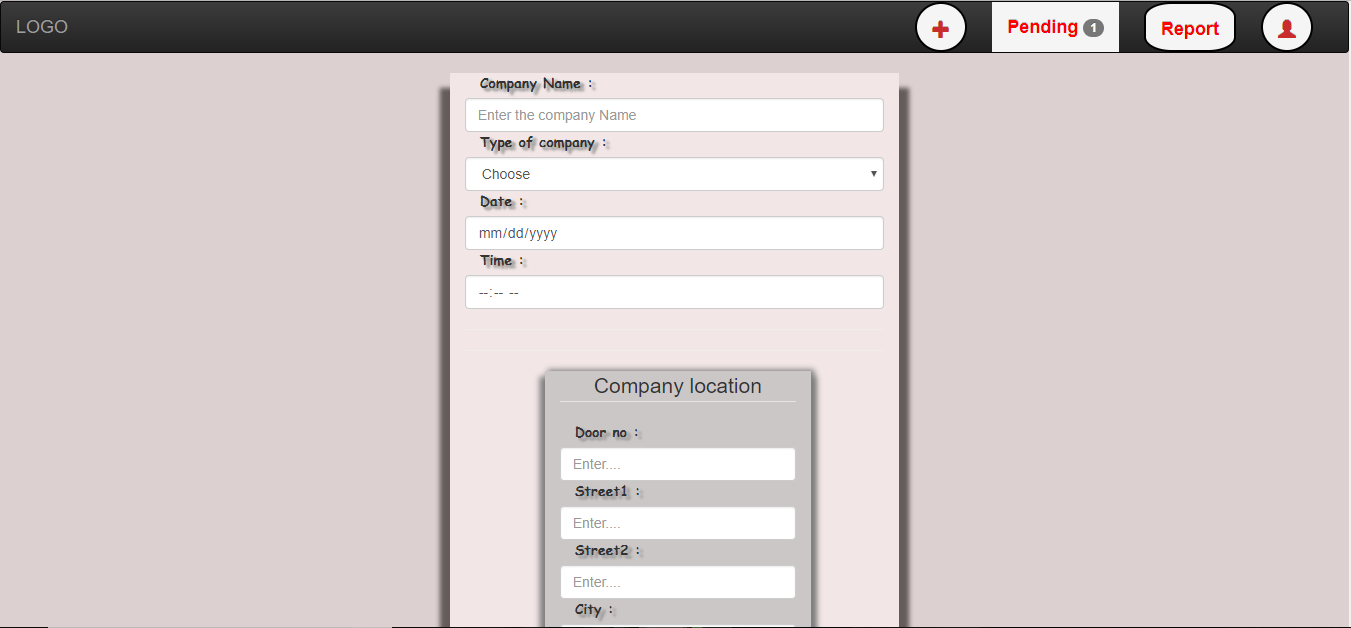 LOGO
Pending 1
Report
Company Name :
Enter the company Name
Type of company :
Choose
Date :
mm/dd/yyyy
Time :
--:-- --
Company location
Door no :
Enter....
Street1 :
Enter....
Street2 :
Enter....
City :